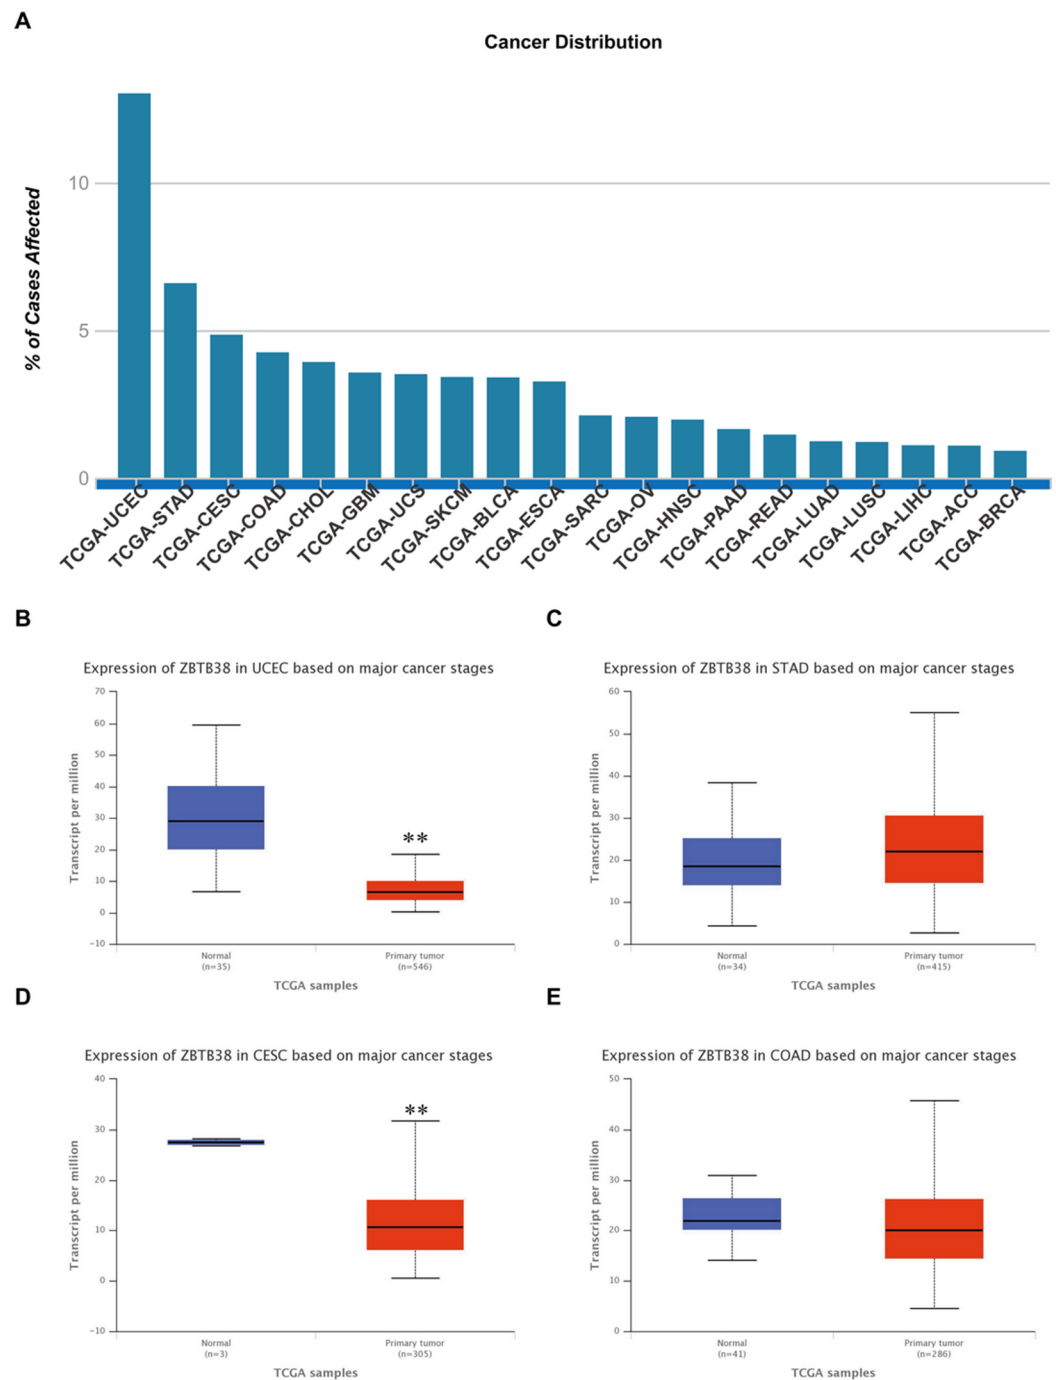 A
Cancer Distribution
% of Cases Affected
10
5
0
TCGA-UCEC
TCGA-STAD
TCGA-CESC
TCGA-COAD
TCGA-CHOL
TCGA-GBM
TCGA-UCS
TCGA-SKCM
TCGA-BLCA
TCGA-ESCA
TCGA-SARC
TCGA-OV
TCGA-HNSC
TCGA-PAAD
TCGA-READ
TCGA-LUAD
TCGA-LUSC
TCGA-LIHC
TCGA-ACC
TCGA-BRCA
B
Expression of ZBTB38 in UCEC based on major cancer stages
Transcript per million
70
60
50
40
30
20
10
0
-10
**
Normal
(n=35)
Primary tumor
(n=546)
TCGA samples
C
Expression of ZBTB38 in STAD based on major cancer stages
Transcript per million
60
50
40
30
20
10
0
Normal
(n=34)
Primary tumor
(n=415)
TCGA samples
D
Expression of ZBTB38 in CESC based on major cancer stages
Transcript per million
40
30
20
10
0
-10
**
Normal
(n=3)
Primary tumor
(n=305)
TCGA samples
E
Expression of ZBTB38 in COAD based on major cancer stages
Transcript per million
50
40
30
20
10
0
Normal
(n=41)
Primary tumor
(n=286)
TCGA samples